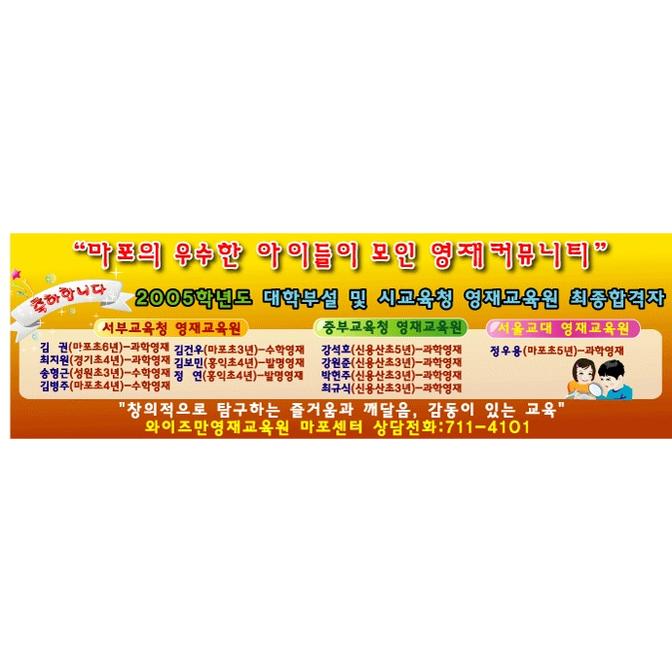 “마포의 우수한 아이들이 모인 영재커뮤니티”
축하합니다
2005학년도 대학부설 및 시교육청 영재교육원 최종합격자
서부교육청 영재교육원
김 권(마포초6년)-과학영재
최지원(경기초4년)-과학영재
송형근(성원초3년)-수학영재
김병주(마포초4년)-수학영재
김건우(마포초3년)-수학영재
김보민(홍익초4년)-발명영재
정 연(홍익초4년)-발명영재
중부교육청 영재교육원
강석호(신용산초5년)-과학영재
강원준(신용산초3년)-과학영재
박헌주(신용산초3년)-과학영재
최규식(신용산초3년)-과학영재
서울교대 영재교육원
정우용(마포초5년)-과학영재
"창의적으로 탐구하는 즐거움과 깨달음, 감동이 있는 교육"
와이즈만영재교육원 마포센터 상담전화:711-4101